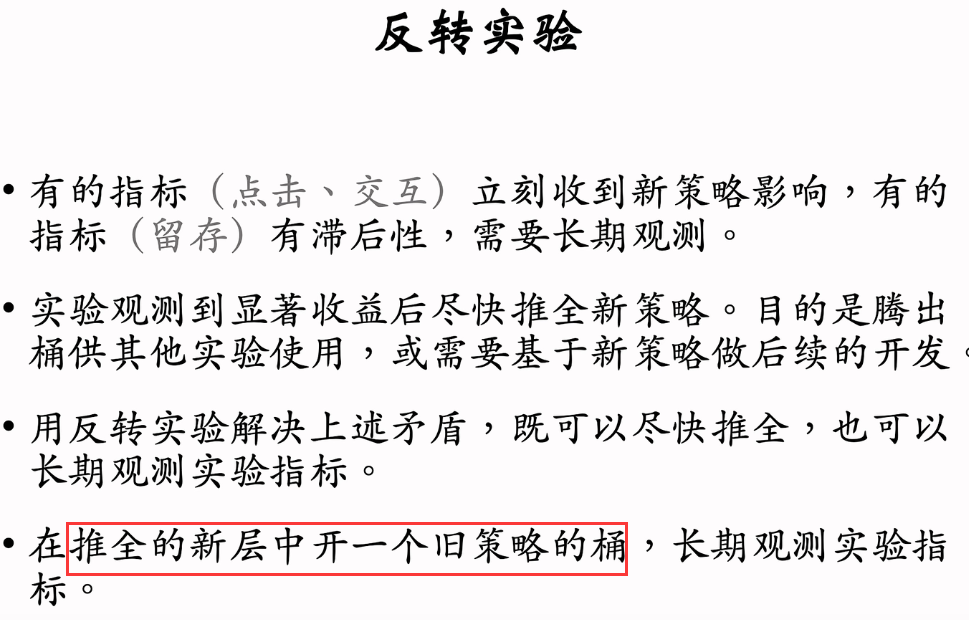 反转实验
• 有的指标（点击、交互）立刻收到新策略影响，有的
指标（留存）有滞后性，需要长期观测。
• 实验观测到显著收益后尽快推全新策略。目的是腾出
桶供其他实验使用，或需要基于新策略做后续的开发。
• 用反转实验解决上述矛盾，既可以尽快推全，也可以
长期观测实验指标。
• 在推全的新层中开一个旧策略的桶，长期观测实验指
标。